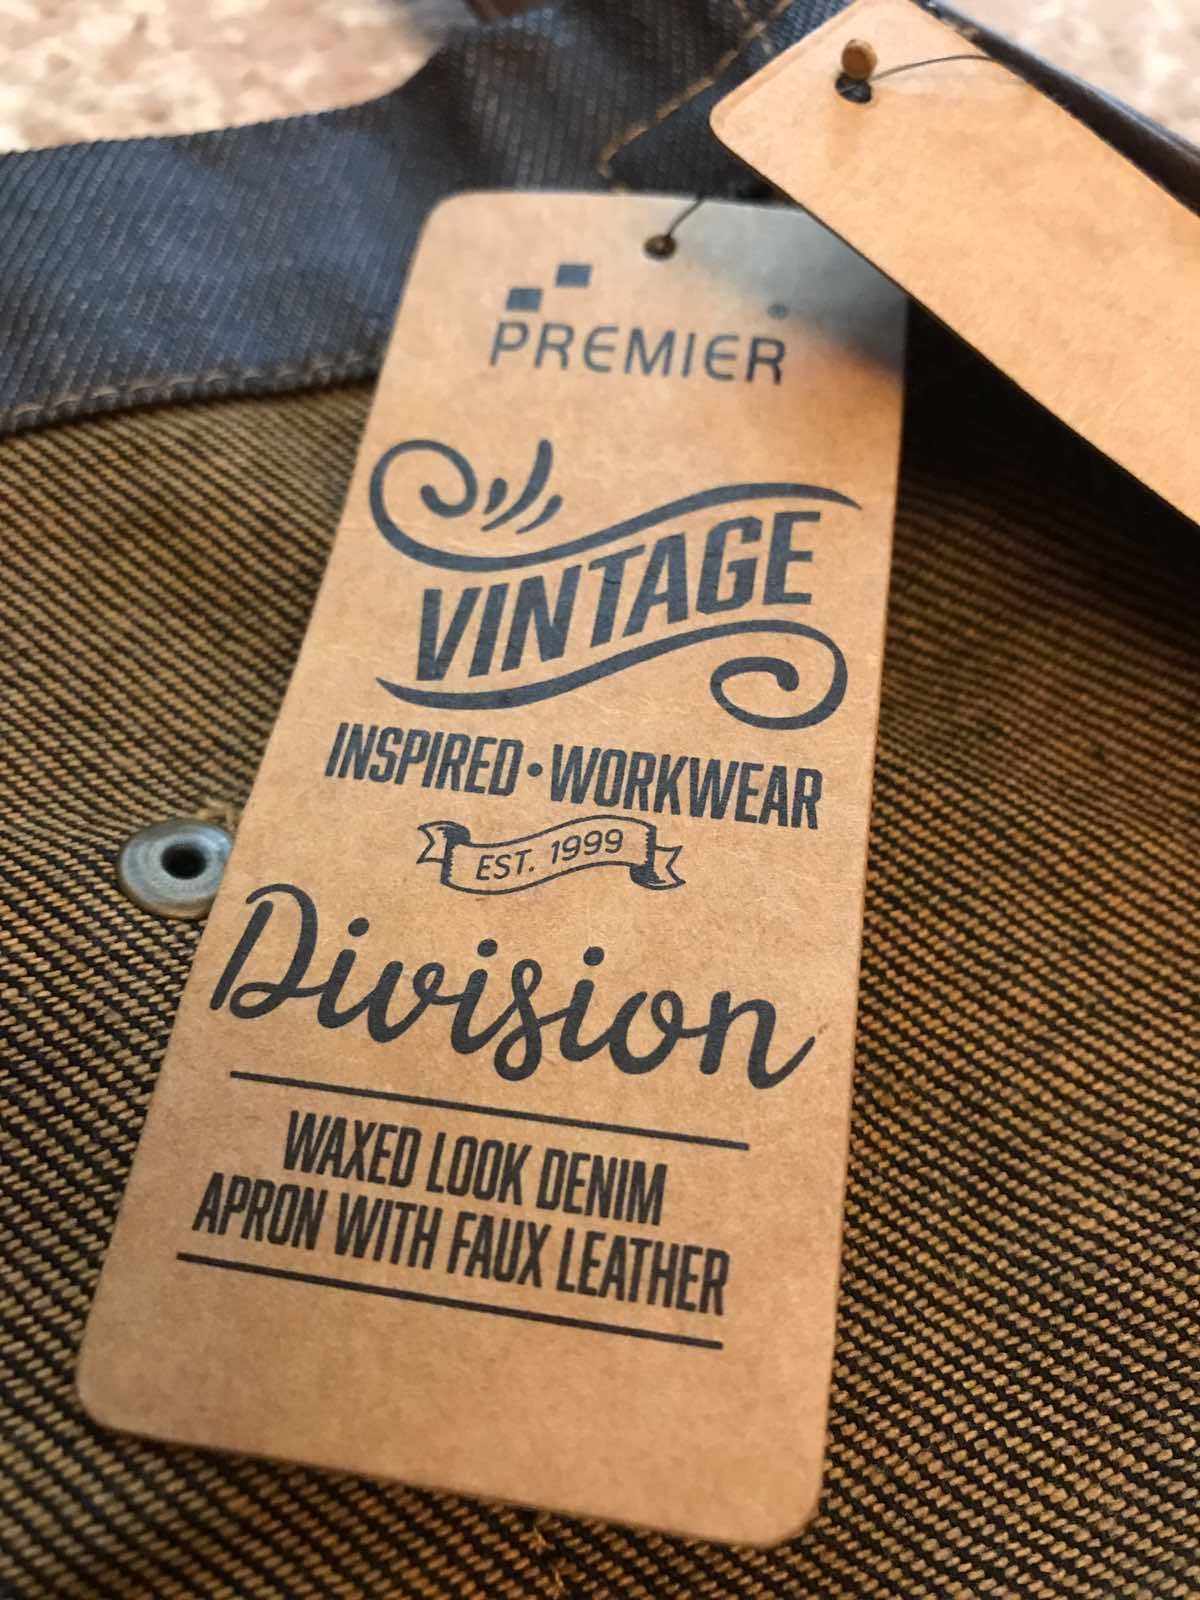 PREMIER®
VINTAGE
INSPIRED • WORKWEAR
EST. 1999
Division
WAXED LOOK DENIM
APRON WITH FAUX LEATHER